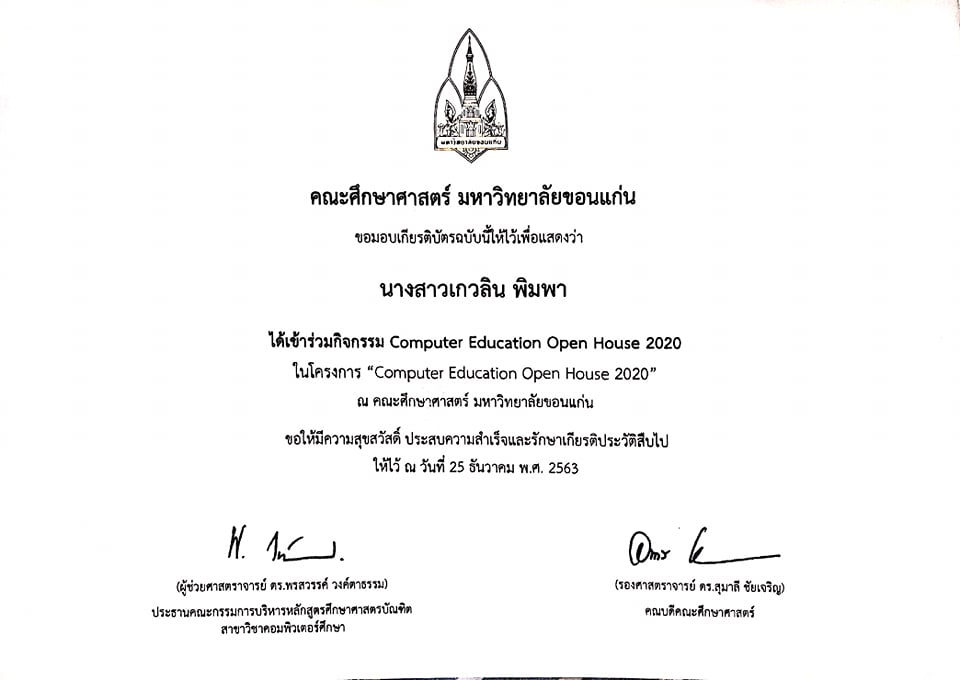 มหาวิทยาลัยขอนแก่น
คณะศึกษาศาสตร์ มหาวิทยาลัยขอนแก่น
ขอมอบเกียรติบัตรฉบับนี้ให้ไว้เพื่อแสดงว่า
นางสาวเกวลิน พิมพา
ได้เข้าร่วมกิจกรรม Computer Education Open House 2020
ในโครงการ “Computer Education Open House 2020”
ณ คณะศึกษาศาสตร์ มหาวิทยาลัยขอนแก่น
ขอให้มีความสุขสวัสดิ์ ประสบความสำเร็จและรักษาเกียรติประวัติสืบไป
ให้ไว้ ณ วันที่ 25 ธันวาคม พ.ศ. 2563
(ผู้ช่วยศาสตราจารย์ ดร.พรสวรรค์ วงค์ตาธรรม)
ประธานคณะกรรมการบริหารหลักสูตรศึกษาศาสตรบัณฑิต
สาขาวิชาคอมพิวเตอร์ศึกษา
(รองศาสตราจารย์ ดร.สุมาลี ชัยเจริญ)
คณบดีคณะศึกษาศาสตร์